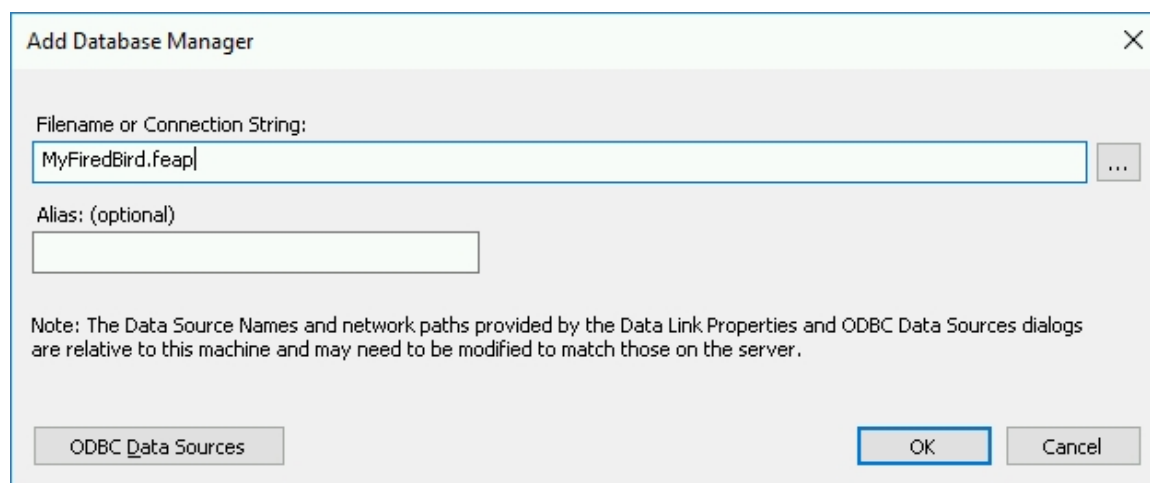 Add Database Manager
Filename or Connection String:
MyFiredBird.feap
...
Alias: (optional)
Note: The Data Source Names and network paths provided by the Data Link Properties and ODBC Data Sources dialogs
are relative to this machine and may need to be modified to match those on the server.
ODBC Data Sources
OK
Cancel